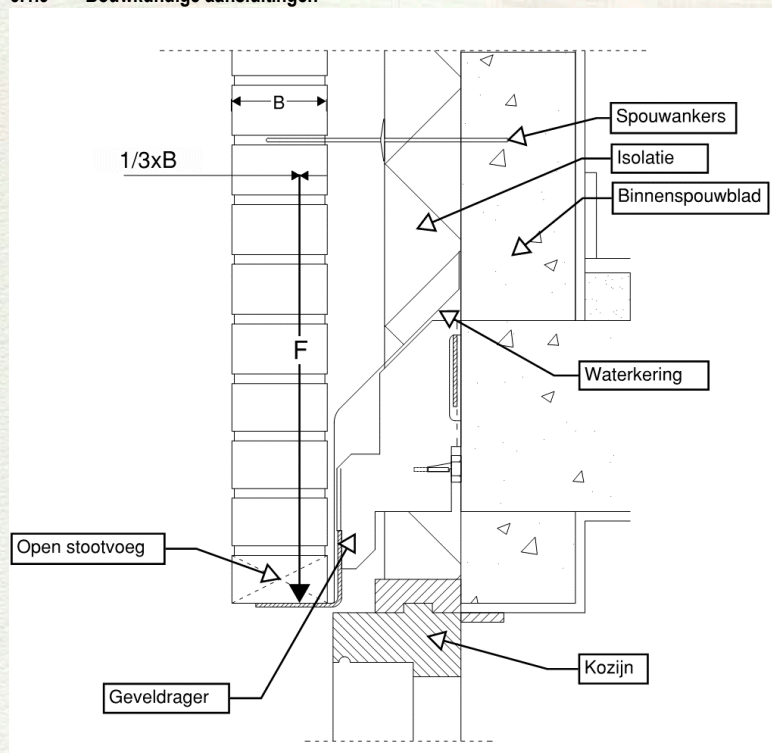 Bouwkundige aansluitingen
B
Spouwankers
1/3xB
Isolatie
Binnenspouwblad
F
Waterkering
Open stootvoeg
Kozijn
Geveldrager